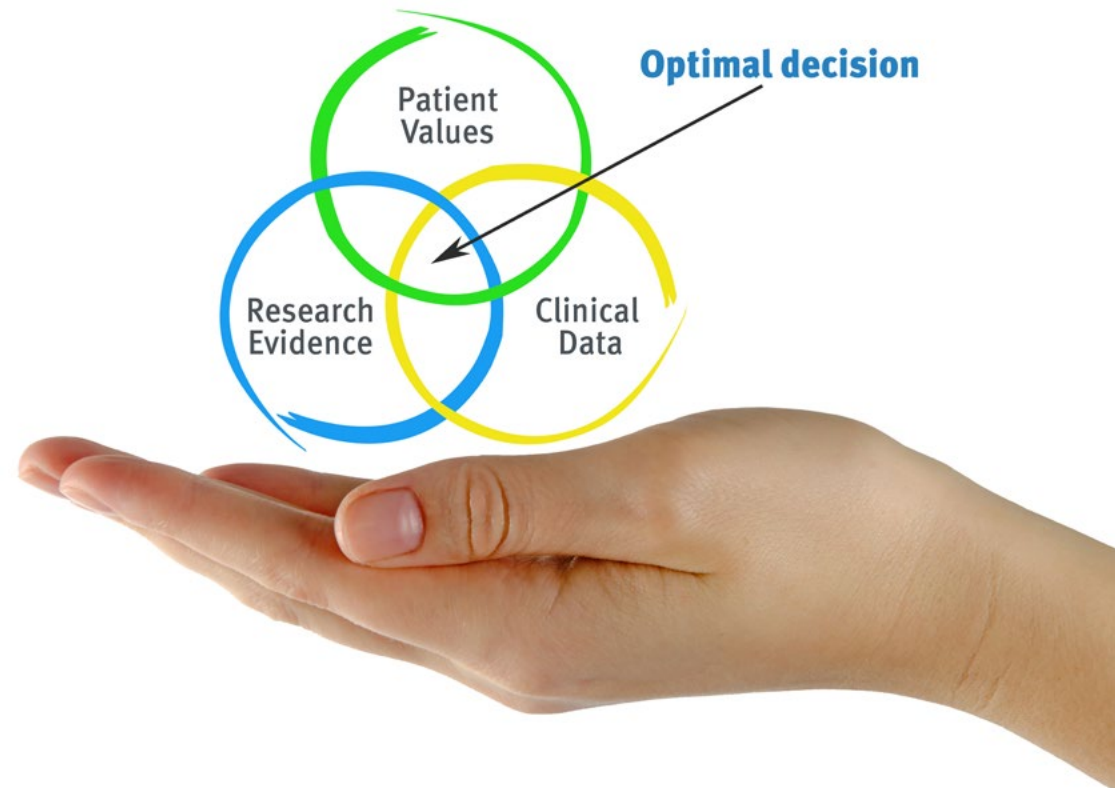 Optimal decision
Patient
Values
Research
Evidence
Clinical
Data